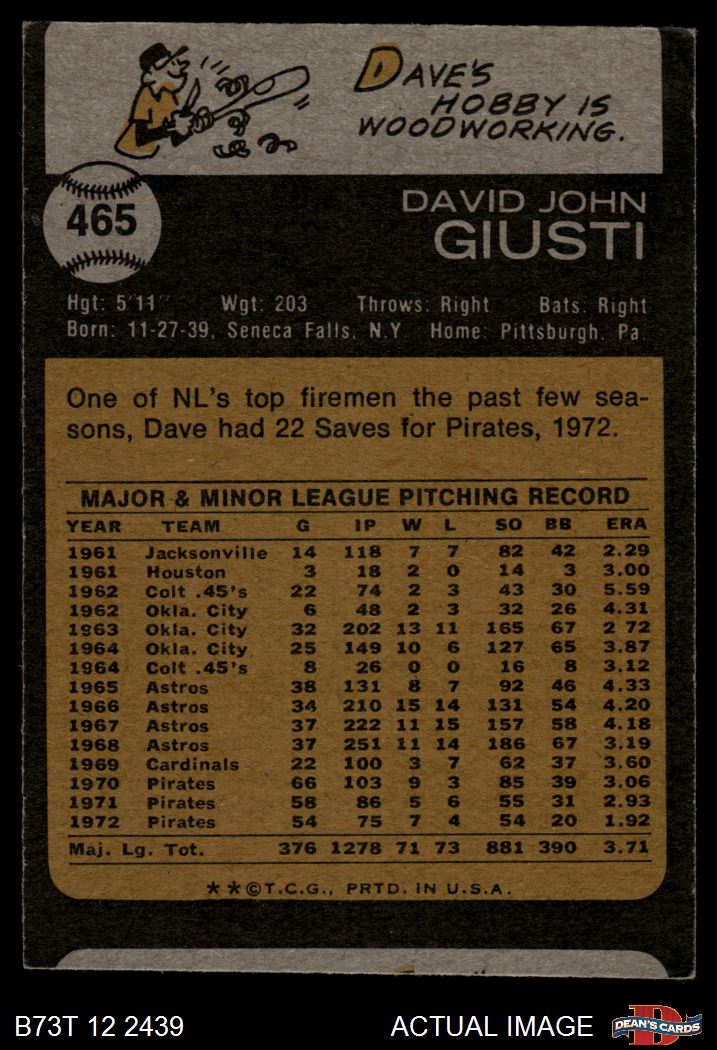 DAVE'S
HOBBY IS
WOODWORKING.
465
DAVID JOHN
GIUSTI
Hgt: 5'11" Wgt: 203 Throws: Right Bats: Right
Born: 11-27-39, Seneca Falls, N.Y Home: Pittsburgh, Pa.
One of NL's top firemen the past few sea-
sons, Dave had 22 Saves for Pirates, 1972.
MAJOR & MINOR LEAGUE PITCHING RECORD
YEAR TEAM G IP W L SO BB ERA
1961 Jacksonville 14 118 7 7 82 42 2.29
1961 Houston 3 18 2 0 14 3 3.00
1962 Colt .45's 22 74 2 3 43 30 5.59
1962 Okla. City 6 48 2 3 32 26 4.31
1963 Okla. City 32 202 13 11 165 67 2 72
1964 Okla. City 25 149 10 6 127 65 3.87
1964 Colt .45's 8 26 0 0 16 8 3.12
1965 Astros 38 131 8 7 92 46 4.33
1966 Astros 34 210 15 14 131 54 4.20
1967 Astros 37 222 11 15 157 58 4.18
1968 Astros 37 251 11 14 186 67 3.19
1969 Cardinals 22 100 3 7 62 37 3.60
1970 Pirates 66 103 9 3 85 39 3.06
1971 Pirates 58 86 5 6 55 31 2.93
1972 Pirates 54 75 7 4 54 20 1.92
Maj. Lg. Tot. 376 1278 71 73 881 390 3.71
**©T.C.G., PRTD. IN U.S.A.
B73T 12 2439 ACTUAL IMAGE D DEAN'S CARDS